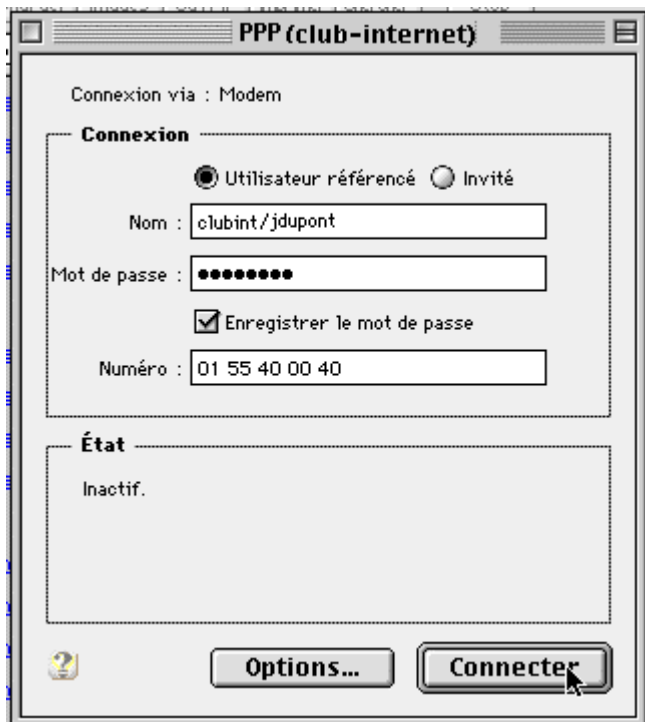 PPP (club-internet)
Connexion via : Modem
Connexion
Utilisateur référencé Invité
Nom : clubint/jdupont
Mot de passe : ●●●●●●●●
Enregistrer le mot de passe
Numéro : 01 55 40 00 40
État
Inactif.
Options... Connecter